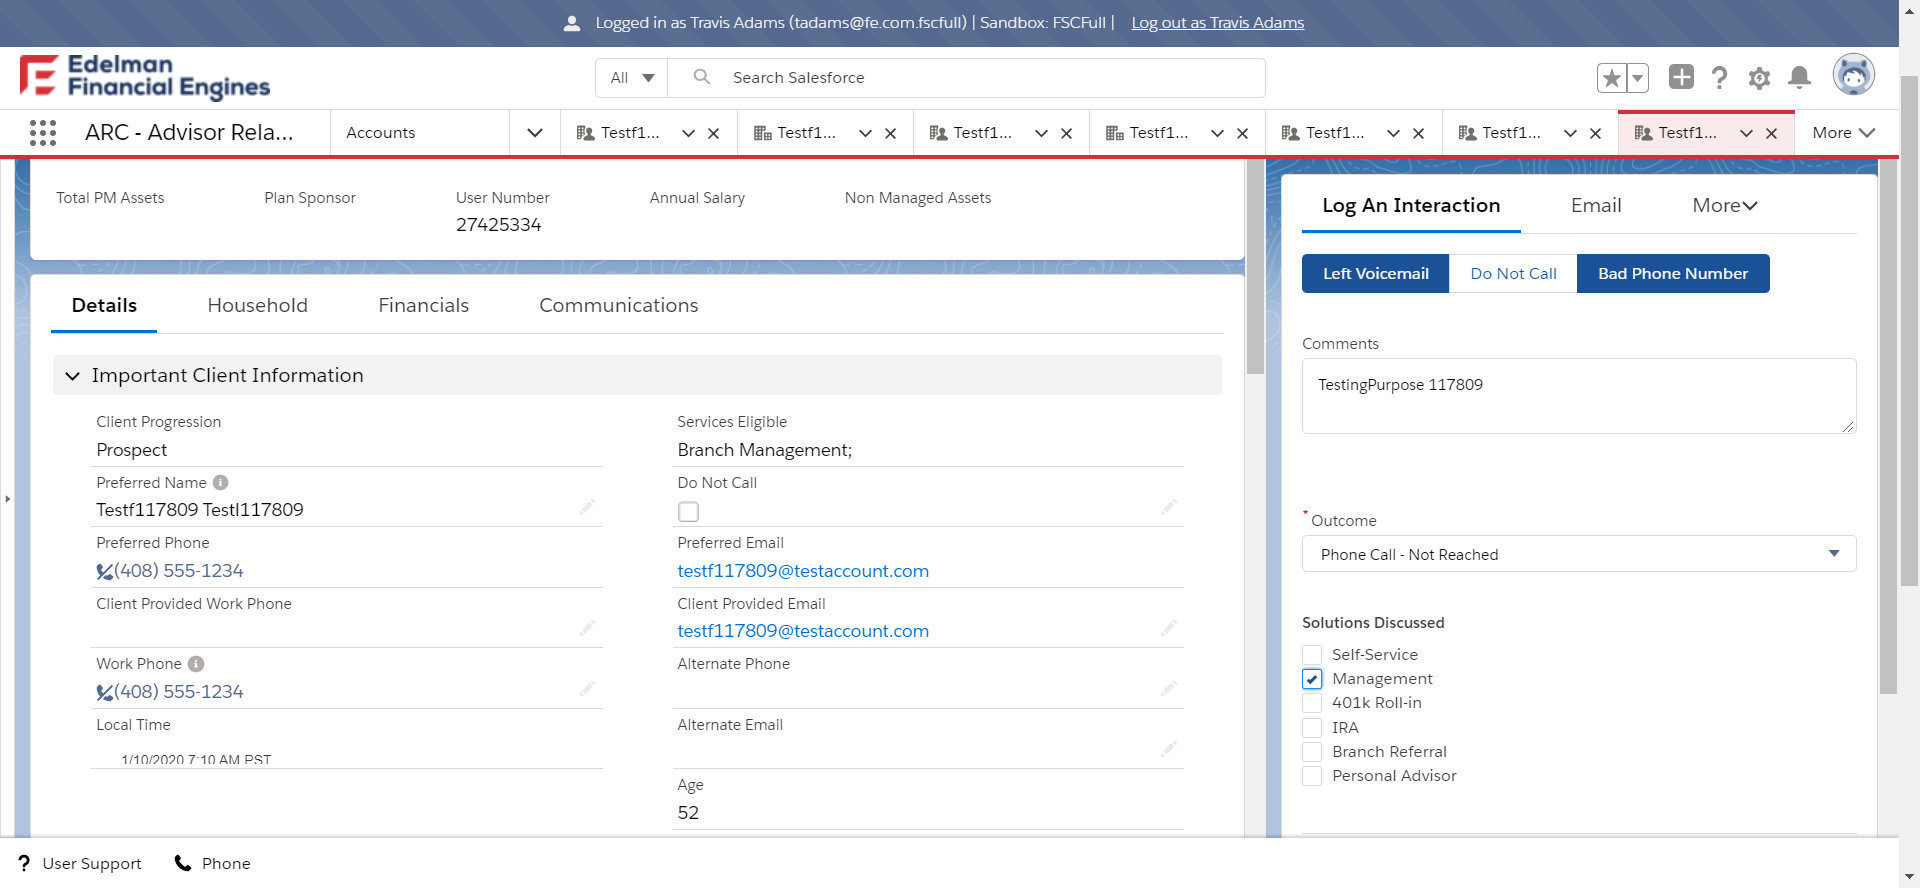 Logged in as Travis Adams (tadams@fe.com.fscfull) | Sandbox: FSCFull | Log out as Travis Adams
Edelman
Financial Engines
All
Search Salesforce
ARC - Advisor Rela...
Accounts
Testf1...
Testf1...
Testf1...
Testf1...
Testf1...
Testf1...
Testf1...
More
Total PM Assets
Plan Sponsor
User Number
27425334
Annual Salary
Non Managed Assets
Details
Household
Financials
Communications
Important Client Information
Client Progression
Prospect
Preferred Name
Testf117809 Testl117809
Preferred Phone
(408) 555-1234
Client Provided Work Phone
Work Phone
(408) 555-1234
Local Time
1/10/2020 7:10 AM PST
Services Eligible
Branch Management;
Do Not Call
Preferred Email
testf117809@testaccount.com
Client Provided Email
testf117809@testaccount.com
Alternate Phone
Alternate Email
Age
52
Log An Interaction
Email
More
Left Voicemail
Do Not Call
Bad Phone Number
Comments
TestingPurpose 117809
* Outcome
Phone Call - Not Reached
Solutions Discussed
Self-Service
Management
401k Roll-in
IRA
Branch Referral
Personal Advisor
? User Support
Phone